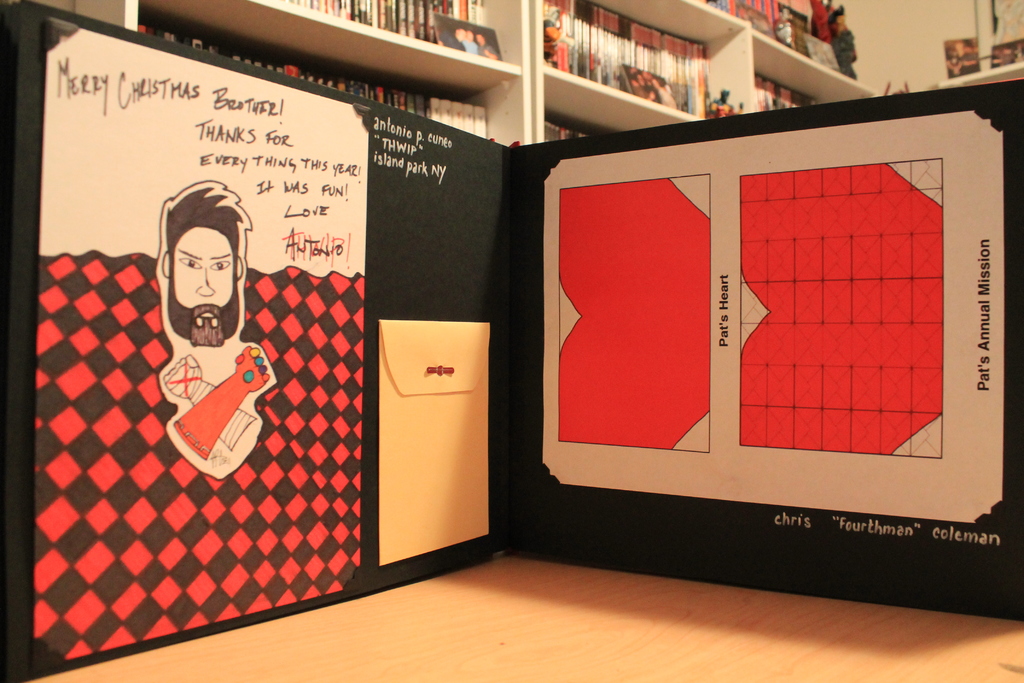 MERRY CHRISTMAS BROTHER!
THANKS FOR
EVERYTHING THIS YEAR!
IT WAS FUN!
LOVE
ANTONIO!
antonio p. cuneo
"THWIP"
island park NY
Pat's Heart
Pat's Annual Mission
chris "fourthman" coleman